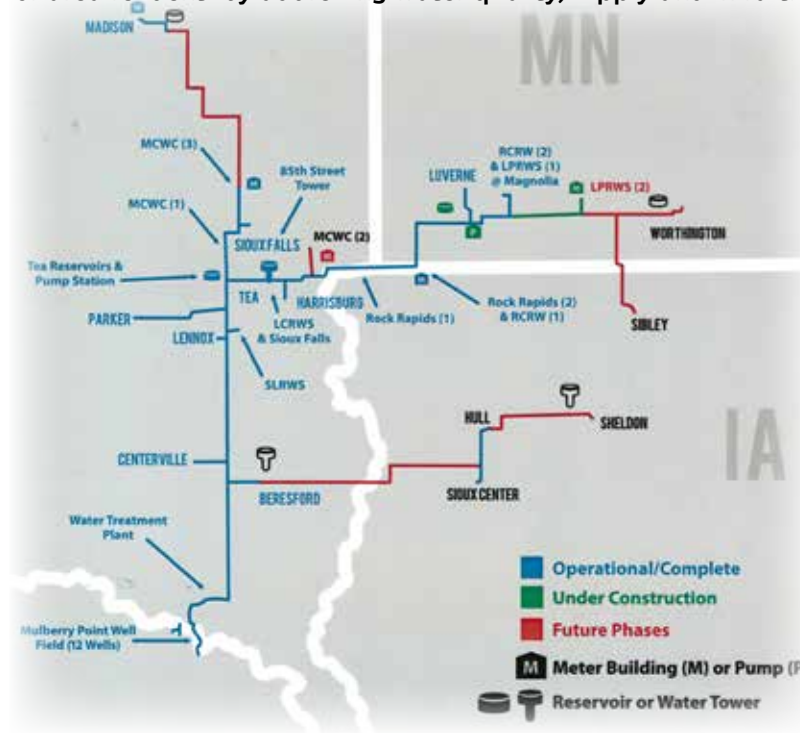 MADISON
MN
MCWC (3)
85th Street
Tower
RCRW (2)
& LPRWS (1)
@ Magnolia
LUVERNE
LPRWS (2)
MCWC (1)
SIOUX FALLS
MCWC (2)
WORTHINGTON
Tea Reservoirs &
Pump Station
TEA
HARRISBURG
Rock Rapids (2)
& RCRW (1)
PARKER
LCRWS
& Sioux Falls
Rock Rapids (1)
SIBLEY
LENNOX
SLRWS
HULL
SHELDON
IA
CENTERVILLE
BERESFORD
SIOUX CENTER
Water Treatment
Plant
Operational/Complete
Under Construction
Mulberry Point Well
Field (12 Wells)
Future Phases
M Meter Building (M) or Pump (P
Reservoir or Water Tower